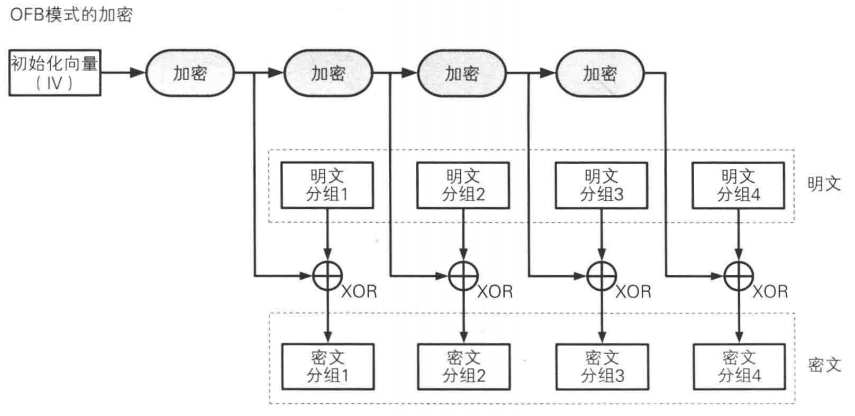 OFB模式的加密
初始化向量
(IV)
加密
加密
加密
加密
明文
分组1
明文
分组2
明文
分组3
明文
分组4
明文
XOR
XOR
XOR
XOR
密文
分组1
密文
分组2
密文
分组3
密文
分组4
密文